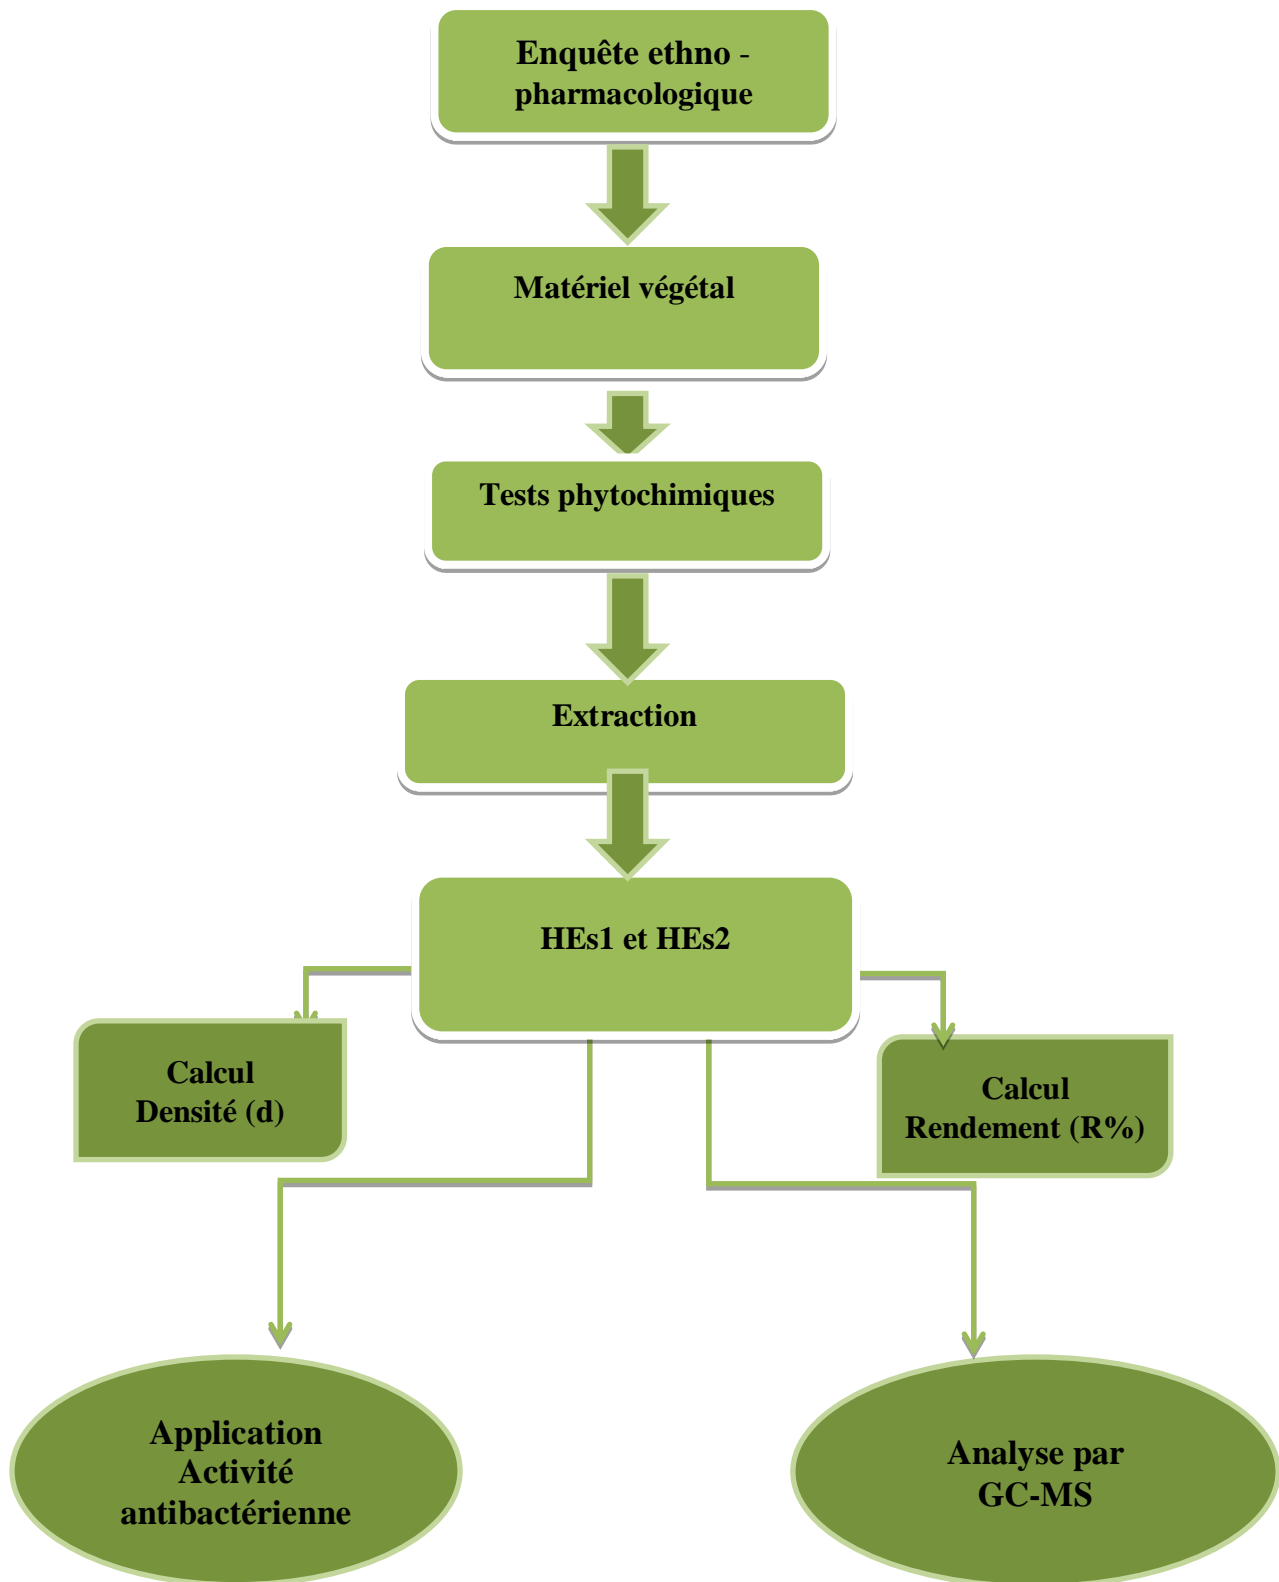 Enquête ethno -
pharmacologique
Matériel végétal
Tests phytochimiques
Extraction
HEs1 et HEs2
Calcul
Densité (d)
Calcul
Rendement (R%)
Application
Activité
antibactérienne
Analyse par
GC-MS